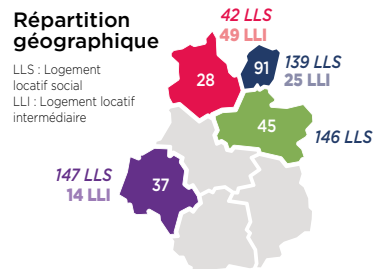 Répartition
géographique
LLS : Logement
locatif social
LLI : Logement locatif
intermédiaire
42 LLS
49 LLI
28
91
139 LLS
25 LLI
45
146 LLS
147 LLS
14 LLI
37